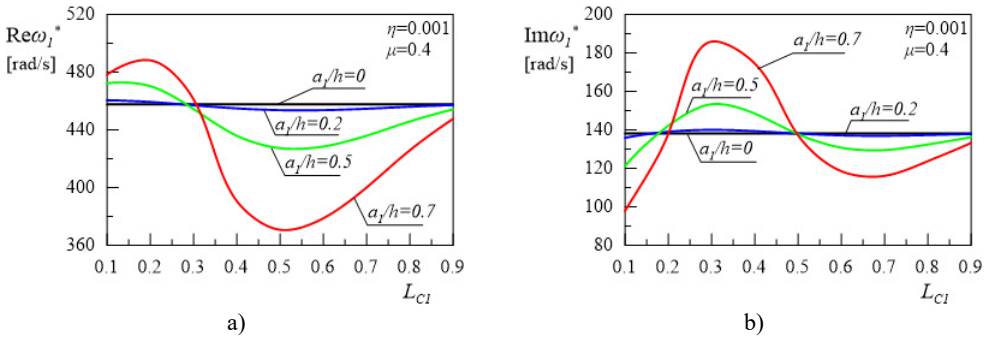 520
Reω₁*
[rad/s]
480
440
400
360
η=0.001
μ=0.4
a₁/h=0
a₁/h=0.2
a₁/h=0.5
a₁/h=0.7
0.1 0.2 0.3 0.4 0.5 0.6 0.7 0.8 0.9
L_C1
a)
200
Imω₁*
[rad/s]
180
160
140
120
100
80
η=0.001
μ=0.4
a₁/h=0.7
a₁/h=0.5
a₁/h=0.2
a₁/h=0
0.1 0.2 0.3 0.4 0.5 0.6 0.7 0.8 0.9
L_C1
b)